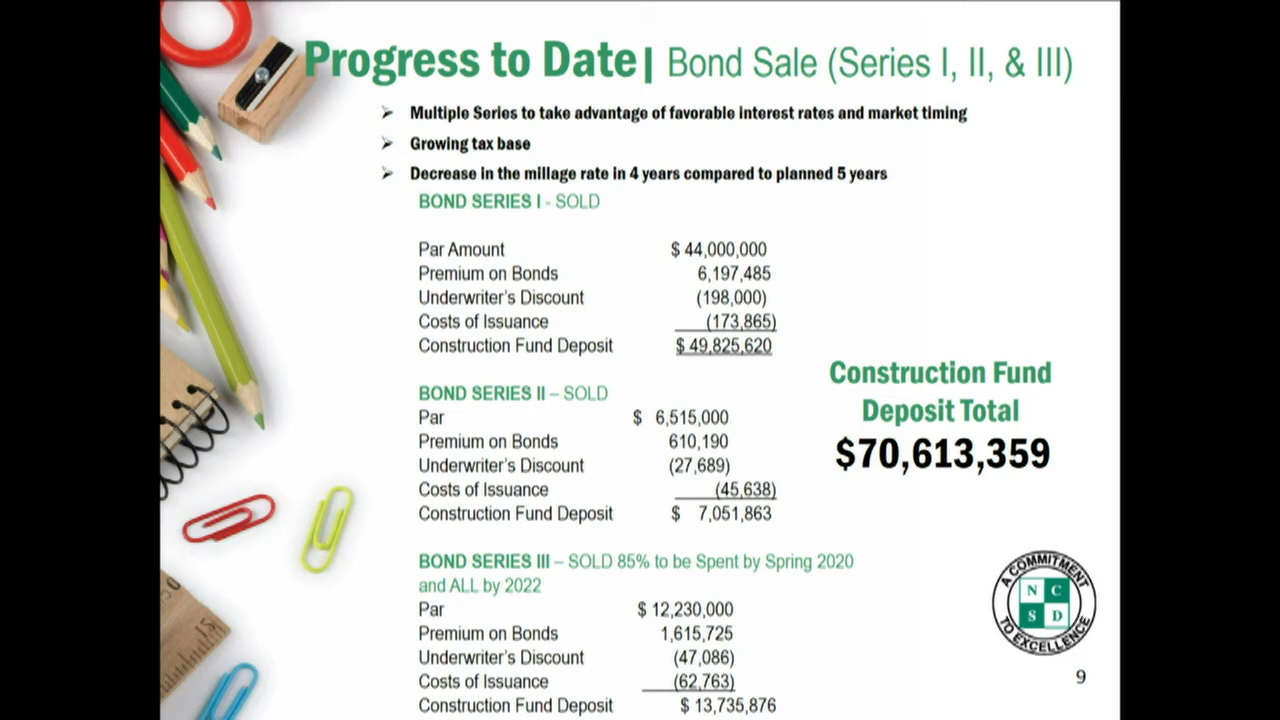 Progress to Date| Bond Sale (Series I, II, & III)
➢ Multiple Series to take advantage of favorable interest rates and market timing
➢ Growing tax base
➢ Decrease in the millage rate in 4 years compared to planned 5 years
BOND SERIES I - SOLD
Par Amount $ 44,000,000
Premium on Bonds 6,197,485
Underwriter's Discount (198,000)
Costs of Issuance (173,865)
Construction Fund Deposit $ 49,825,620
BOND SERIES II – SOLD
Par $ 6,515,000
Premium on Bonds 610,190
Underwriter's Discount (27,689)
Costs of Issuance (45,638)
Construction Fund Deposit $ 7,051,863
BOND SERIES III – SOLD 85% to be Spent by Spring 2020
and ALL by 2022
Par $ 12,230,000
Premium on Bonds 1,615,725
Underwriter's Discount (47,086)
Costs of Issuance (62,763)
Construction Fund Deposit $ 13,735,876
Construction Fund
Deposit Total
$70,613,359
A COMMITMENT
N C
S D
TO EXCELLENCE
9
15